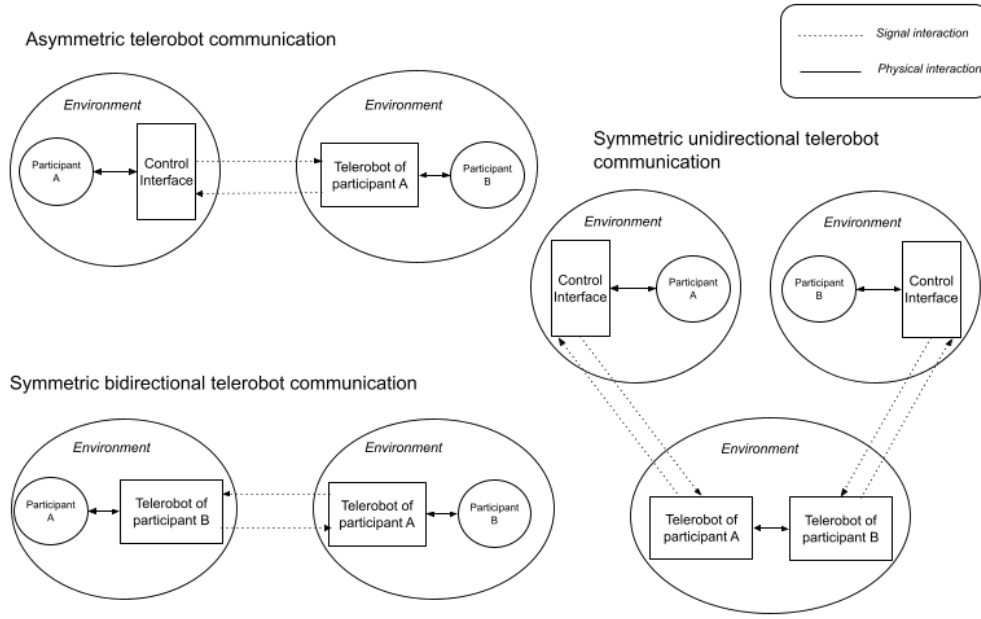 Asymmetric telerobot communication
Environment
Participant
A
Control
Interface
Environment
Telerobot of
participant A
Participant
B
Signal interaction
Physical interaction
Symmetric unidirectional telerobot
communication
Environment
Control
Interface
Participant
A
Environment
Participant
B
Control
Interface
Environment
Telerobot of
participant A
Telerobot of
participant B
Symmetric bidirectional telerobot communication
Environment
Participant
A
Telerobot of
participant B
Environment
Telerobot of
participant A
Participant
B